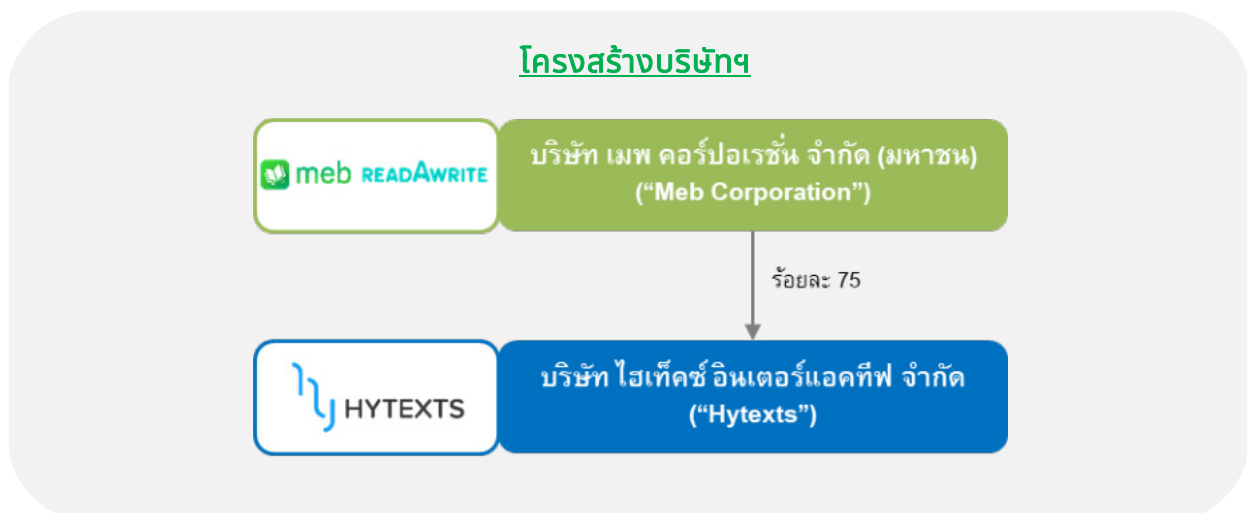 โครงสร้างบริษัทฯ
meb READAWRITE
บริษัท เมพ คอร์ปอเรชั่น จำกัด (มหาชน)
(“Meb Corporation”)
ร้อยละ 75
HYTEXTS
บริษัท ไฮเท็คซ์ อินเตอร์แอคทีฟ จำกัด
(“Hytexts”)